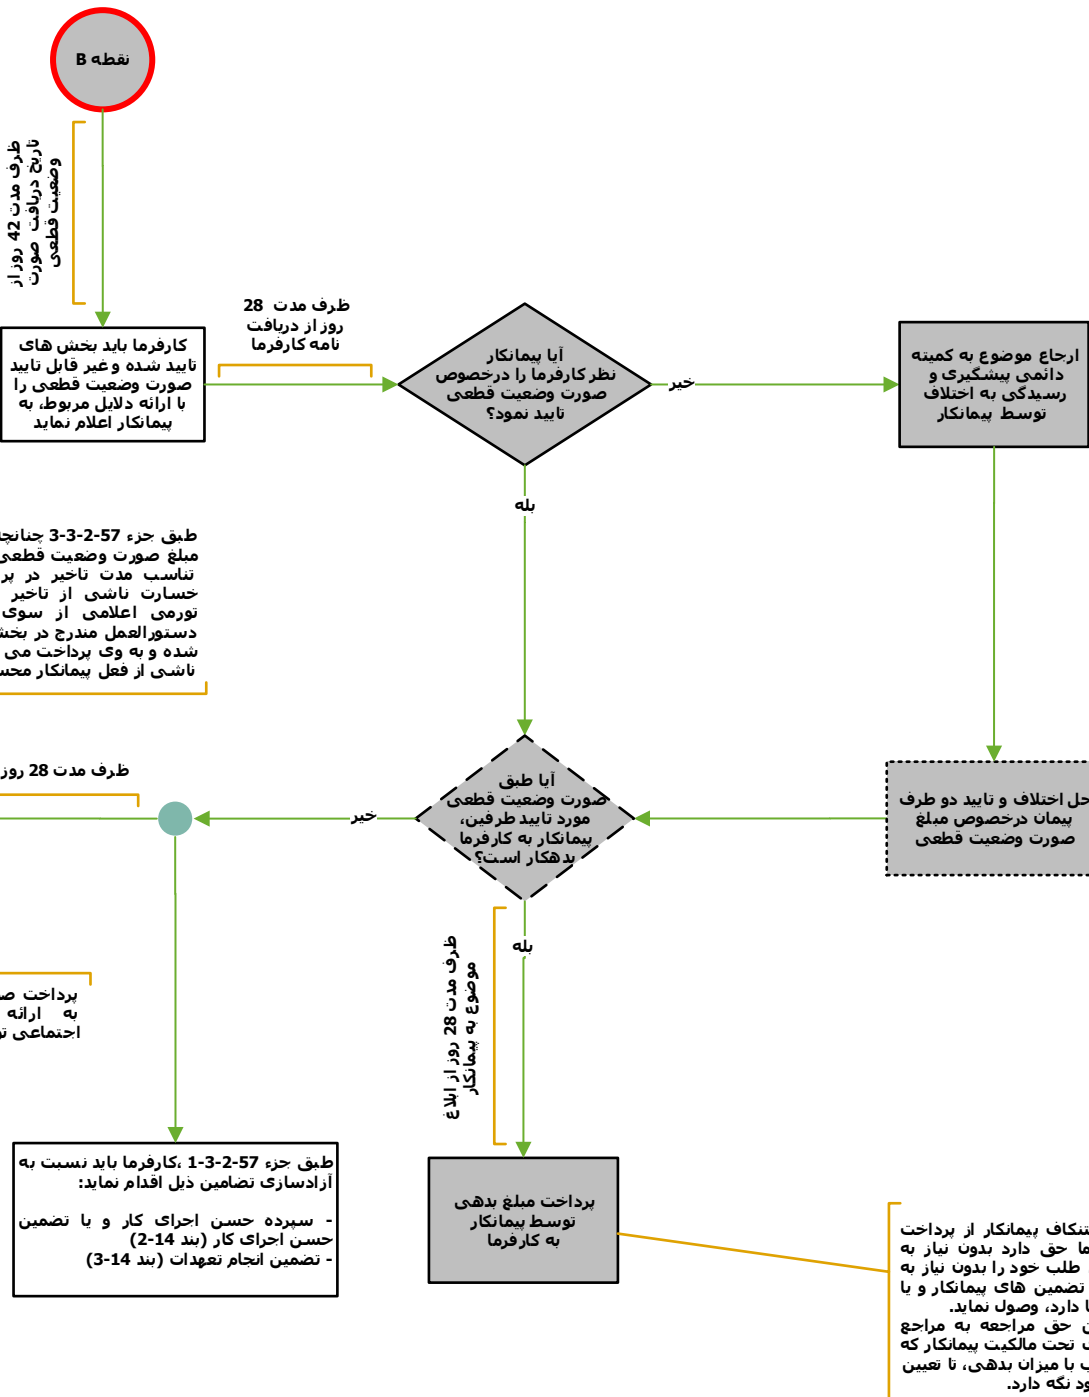 نقطه B
ظرف مدت 42 روز از
تاریخ دریافت صورت
وضعیت قطعی
کارفرما باید بخش های
تایید شده و غیر قابل تایید
صورت وضعیت قطعی را
با ارائه دلایل مربوط، به
پیمانکار اعلام نماید
ظرف مدت 28
روز از دریافت
نامه کارفرما
آیا پیمانکار
نظر کارفرما را درخصوص
صورت وضعیت قطعی
تایید نمود؟
خیر
ارجاع موضوع به کمیته
دائمی پیشگیری و
رسیدگی به اختلاف
توسط پیمانکار
بله
طبق جزء 57-2-3-3 چنانچه
مبلغ صورت وضعیت قطعی
تناسب مدت تاخیر در پر
خسارت ناشی از تاخیر
تورمی اعلامی از سوی
دستورالعمل مندرج در بخش
شده و به وی پرداخت می
ناشی از فعل پیمانکار محس
حل اختلاف و تایید دو طرف
پیمان درخصوص مبلغ
صورت وضعیت قطعی
آیا طبق
صورت وضعیت قطعی
مورد تایید طرفین،
پیمانکار به کارفرما
بدهکار است؟
خیر
ظرف مدت 28 روز
بله
ظرف مدت 28 روز از ابلاغ
موضوع به پیمانکار
پرداخت ص
به ارائه
اجتماعی تو
طبق جزء 57-2-3-1 ،کارفرما باید نسبت به
آزادسازی تضامین ذیل اقدام نماید:
- سپرده حسن اجرای کار و یا تضمین
حسن اجرای کار (بند 14-2)
- تضمین انجام تعهدات (بند 14-3)
پرداخت مبلغ بدهی
توسط پیمانکار
به کارفرما
ستنکاف پیمانکار از پرداخت
ما حق دارد بدون نیاز به
طلب خود را بدون نیاز به
تضمین های پیمانکار و یا
ا دارد، وصول نماید.
ن حق مراجعه به مراجع
تحت مالکیت پیمانکار که
ب با میزان بدهی، تا تعیین
ود نگه دارد.